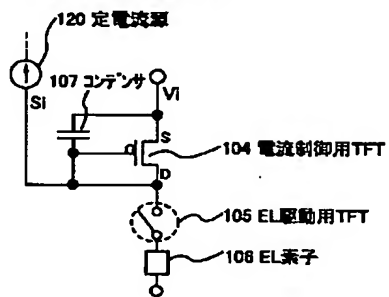 120 定電流源
107 コンデンサ
Si
Vi
S
104 電流制御用TFT
D
105 EL駆動用TFT
106 EL素子